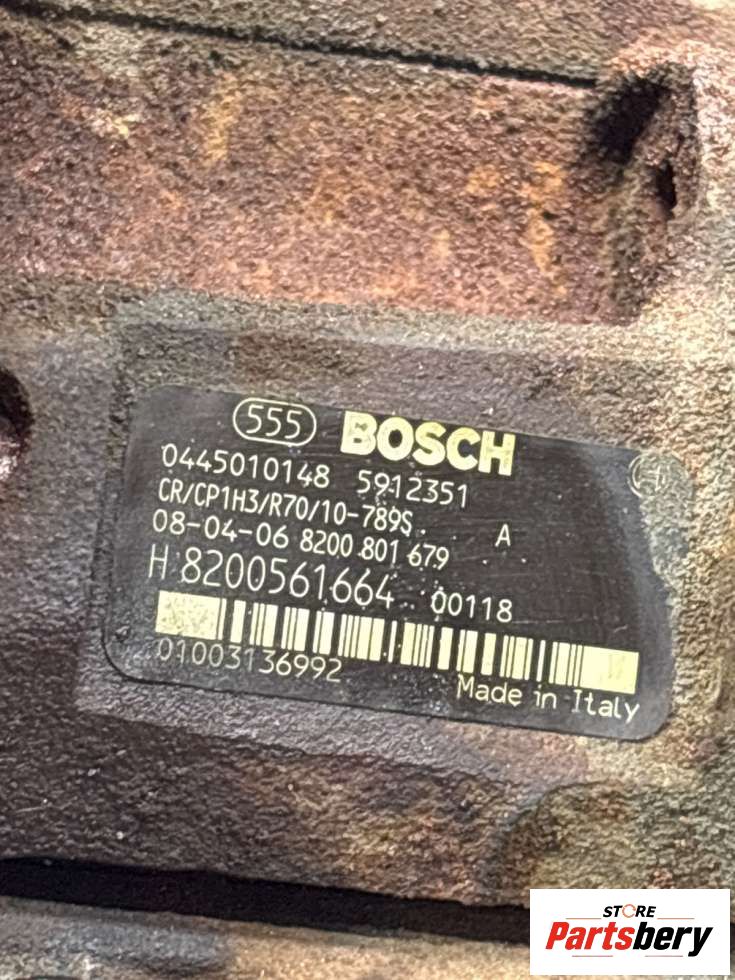 555 BOSCH
0445010148 5912351
CR/CP1H3/R70/10-789S A
08-04-06 8200 801 679
H 8200561664 00118
01003136992
Made in Italy
STORE
Partsbery